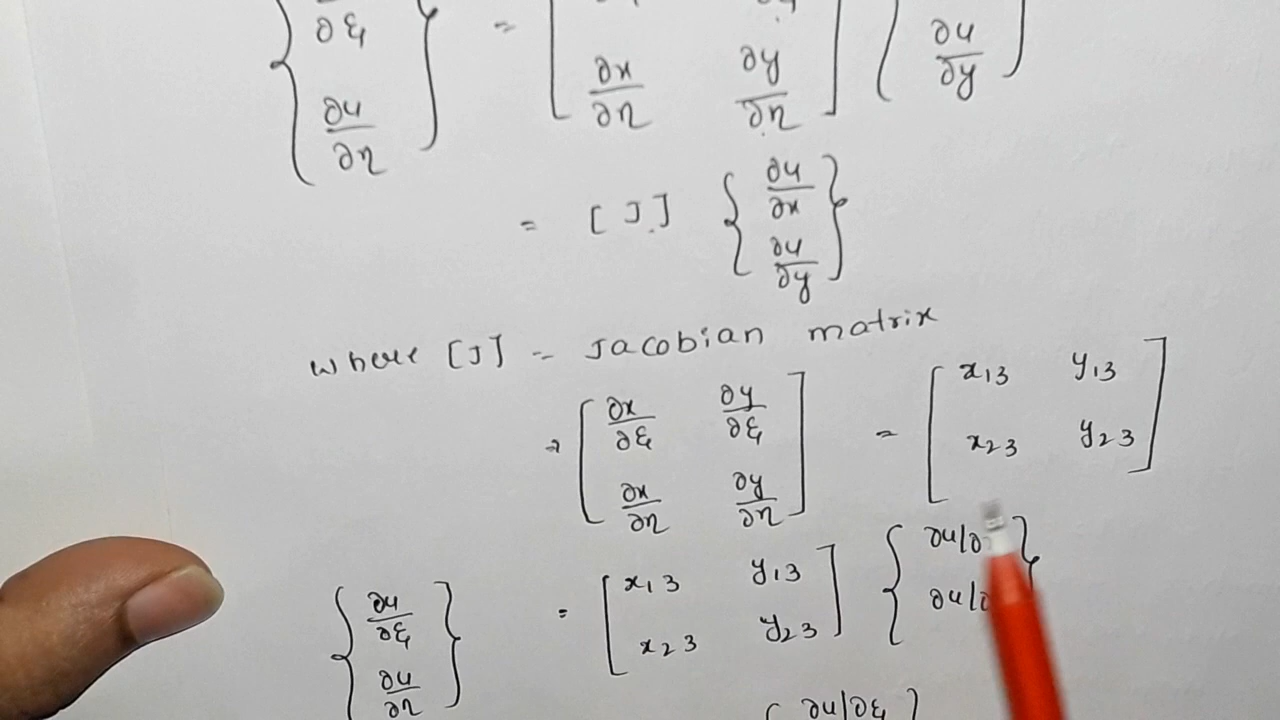 { ∂ξ ∂u/∂η } = [ ∂x/∂η ∂y/∂η ] { ∂u/∂y }
= [J] { ∂u/∂x ∂u/∂y }
where [J] = Jacobian matrix
⇒ [ ∂x/∂ξ ∂y/∂ξ ; ∂x/∂η ∂y/∂η ] = [ x13 y13 ; x23 y23 ]
{ ∂u/∂ξ ∂u/∂η } = [ x13 y13 ; x23 y23 ] { ∂u/∂ ∂u/∂ }
{ ∂u/∂ξ }